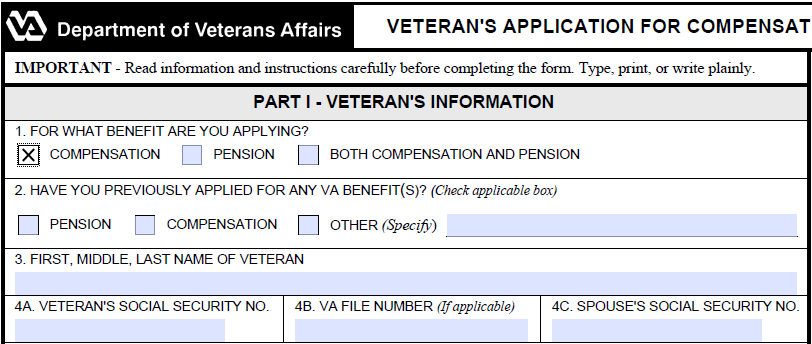 VA Department of Veterans Affairs VETERAN'S APPLICATION FOR COMPENSAT
IMPORTANT - Read information and instructions carefully before completing the form. Type, print, or write plainly.
PART I - VETERAN'S INFORMATION
1. FOR WHAT BENEFIT ARE YOU APPLYING?
X COMPENSATION PENSION BOTH COMPENSATION AND PENSION
2. HAVE YOU PREVIOUSLY APPLIED FOR ANY VA BENEFIT(S)? (Check applicable box)
PENSION COMPENSATION OTHER (Specify)
3. FIRST, MIDDLE, LAST NAME OF VETERAN
4A. VETERAN'S SOCIAL SECURITY NO. 4B. VA FILE NUMBER (If applicable) 4C. SPOUSE'S SOCIAL SECURITY NO.